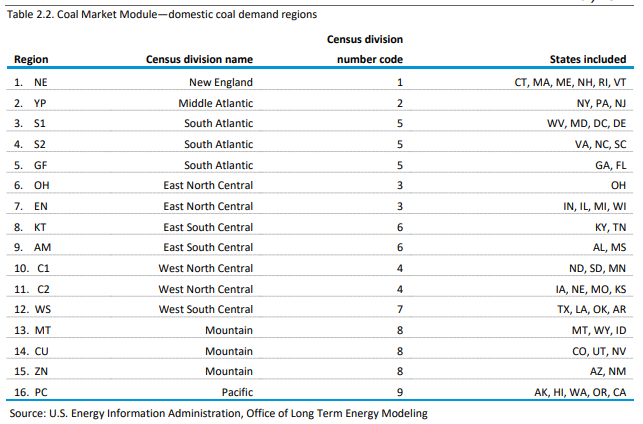 Table 2.2. Coal Market Module—domestic coal demand regions
Census division
Region Census division name number code States included
1. NE New England 1 CT, MA, ME, NH, RI, VT
2. YP Middle Atlantic 2 NY, PA, NJ
3. S1 South Atlantic 5 WV, MD, DC, DE
4. S2 South Atlantic 5 VA, NC, SC
5. GF South Atlantic 5 GA, FL
6. OH East North Central 3 OH
7. EN East North Central 3 IN, IL, MI, WI
8. KT East South Central 6 KY, TN
9. AM East South Central 6 AL, MS
10. C1 West North Central 4 ND, SD, MN
11. C2 West North Central 4 IA, NE, MO, KS
12. WS West South Central 7 TX, LA, OK, AR
13. MT Mountain 8 MT, WY, ID
14. CU Mountain 8 CO, UT, NV
15. ZN Mountain 8 AZ, NM
16. PC Pacific 9 AK, HI, WA, OR, CA
Source: U.S. Energy Information Administration, Office of Long Term Energy Modeling